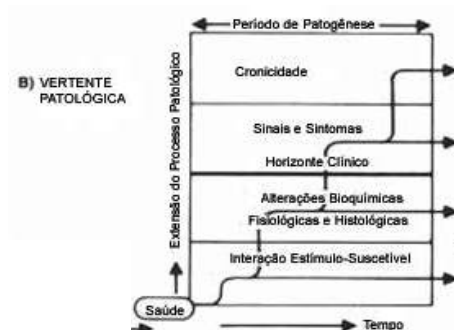 Período de Patogênese
B) VERTENTE
PATOLÓGICA
Extensão do Processo Patológico
Cronicidade
Sinais e Sintomas
Horizonte Clínico
Alterações Bioquímicas
Fisiológicas e Histológicas
Interação Estímulo-Suscetível
Saúde
Tempo